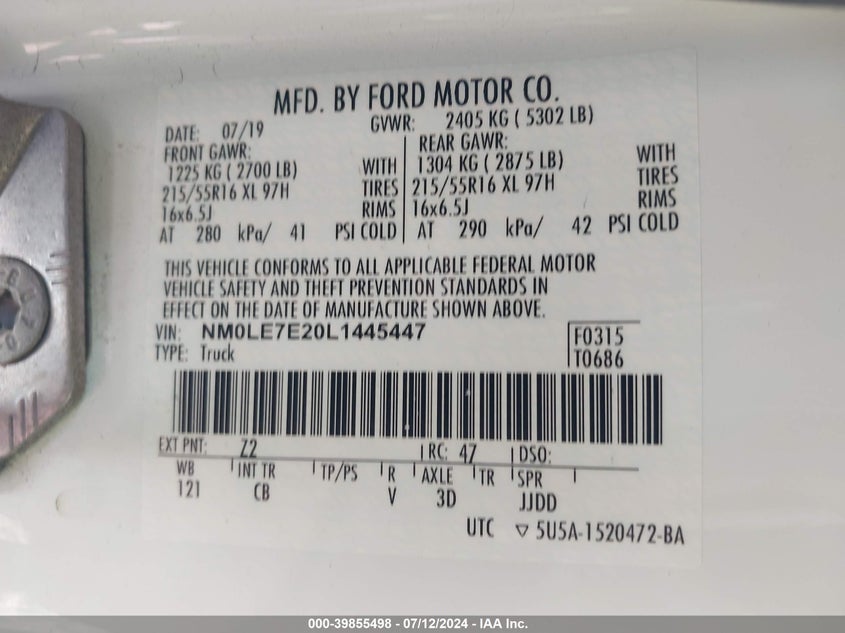 MFD. BY FORD MOTOR CO.
DATE: 07/19 GVWR: 2405 KG ( 5302 LB)
FRONT GAWR: REAR GAWR:
1225 KG ( 2700 LB) WITH 1304 KG ( 2875 LB) WITH
215/55R16 XL 97H TIRES 215/55R16 XL 97H TIRES
16x6.5J RIMS 16x6.5J RIMS
AT 280 kPa/ 41 PSI COLD AT 290 kPa/ 42 PSI COLD
THIS VEHICLE CONFORMS TO ALL APPLICABLE FEDERAL MOTOR
VEHICLE SAFETY AND THEFT PREVENTION STANDARDS IN
EFFECT ON THE DATE OF MANUFACTURE SHOWN ABOVE.
VIN: NM0LE7E20L1445447 F0315
TYPE: Truck T0686
EXT PNT: Z2 RC: 47 DSO:
WB INT TR TP/PS R AXLE TR SPR
121 CB V 3D JJDD
UTC ▽ 5U5A-1520472-BA
000-39855498 - 07/12/2024 - IAA Inc.